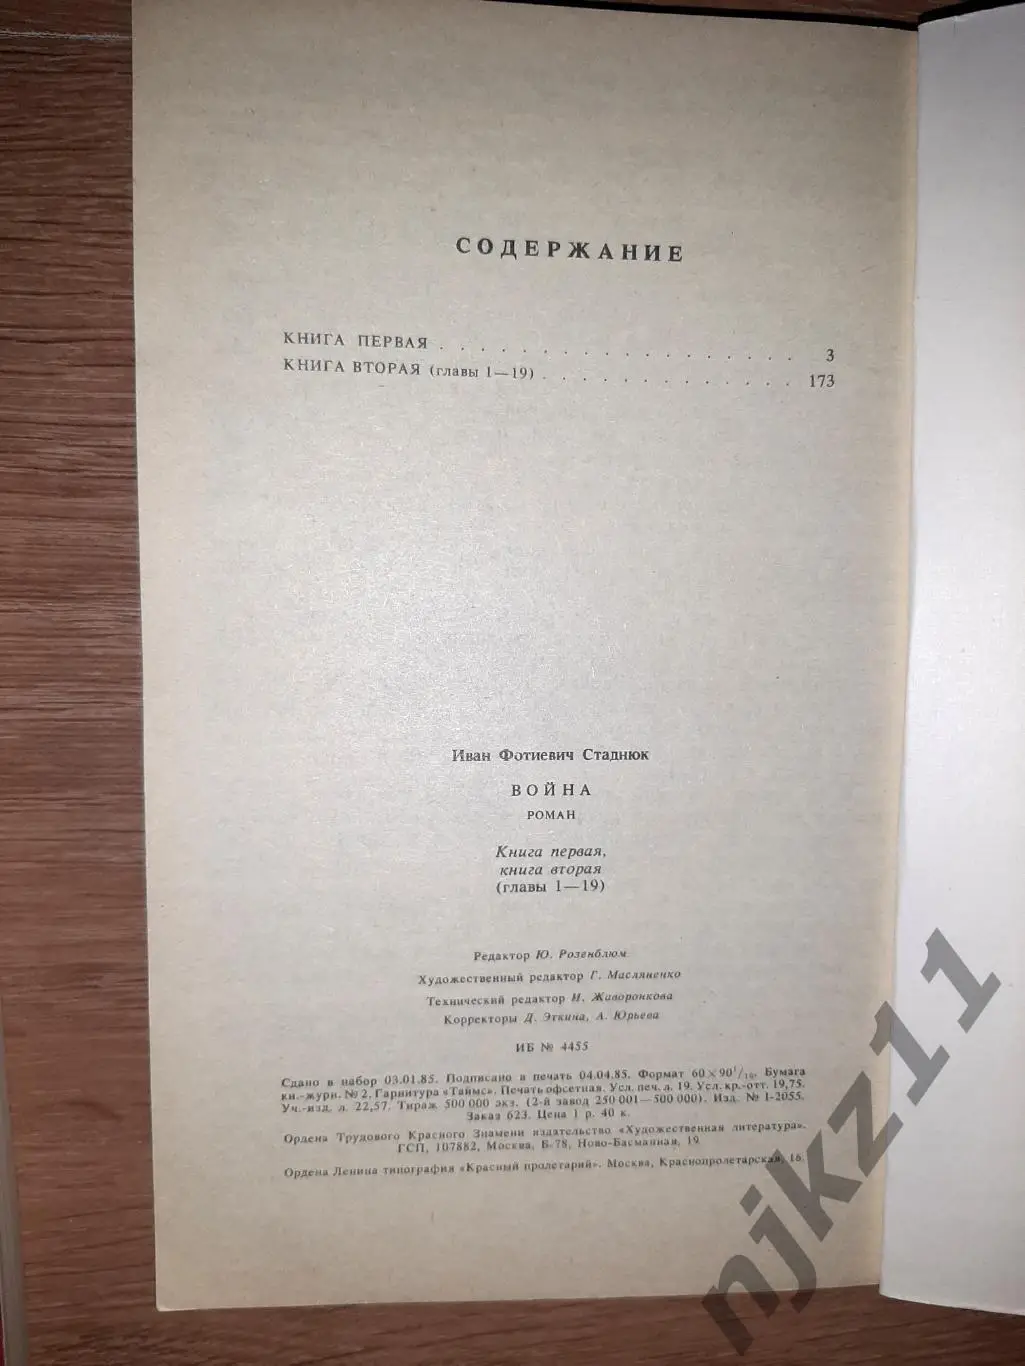 СОДЕРЖАНИЕ
КНИГА ПЕРВАЯ . . . . . . . . . . . . . . . . . . 3
КНИГА ВТОРАЯ (главы 1—19) . . . . . . . . . . . . . 173
Иван Фотиевич Стаднюк
ВОЙНА
РОМАН
Книга первая,
книга вторая
(главы 1—19)
Редактор Ю. Розенблюм
Художественный редактор Г. Масляненко
Технический редактор И. Жаворонкова
Корректоры Д. Эткина, А. Юрьева
ИБ № 4455
Сдано в набор 03.01.85. Подписано в печать 04.04.85. Формат 60×90¹/₁₆. Бумага
кн.-журн. № 2. Гарнитура «Таймс». Печать офсетная. Усл. печ. л. 19. Усл. кр.-отт. 19,75.
Уч.-изд. л. 22,57. Тираж 500 000 экз. (2-й завод 250 001—500 000). Изд. № I-2055.
Заказ 623. Цена 1 р. 40 к.
Ордена Трудового Красного Знамени издательство «Художественная литература».
ГСП, 107882, Москва, Б-78, Ново-Басманная, 19
Ордена Ленина типография «Красный пролетарий». Москва, Краснопролетарская, 16.
njkz11